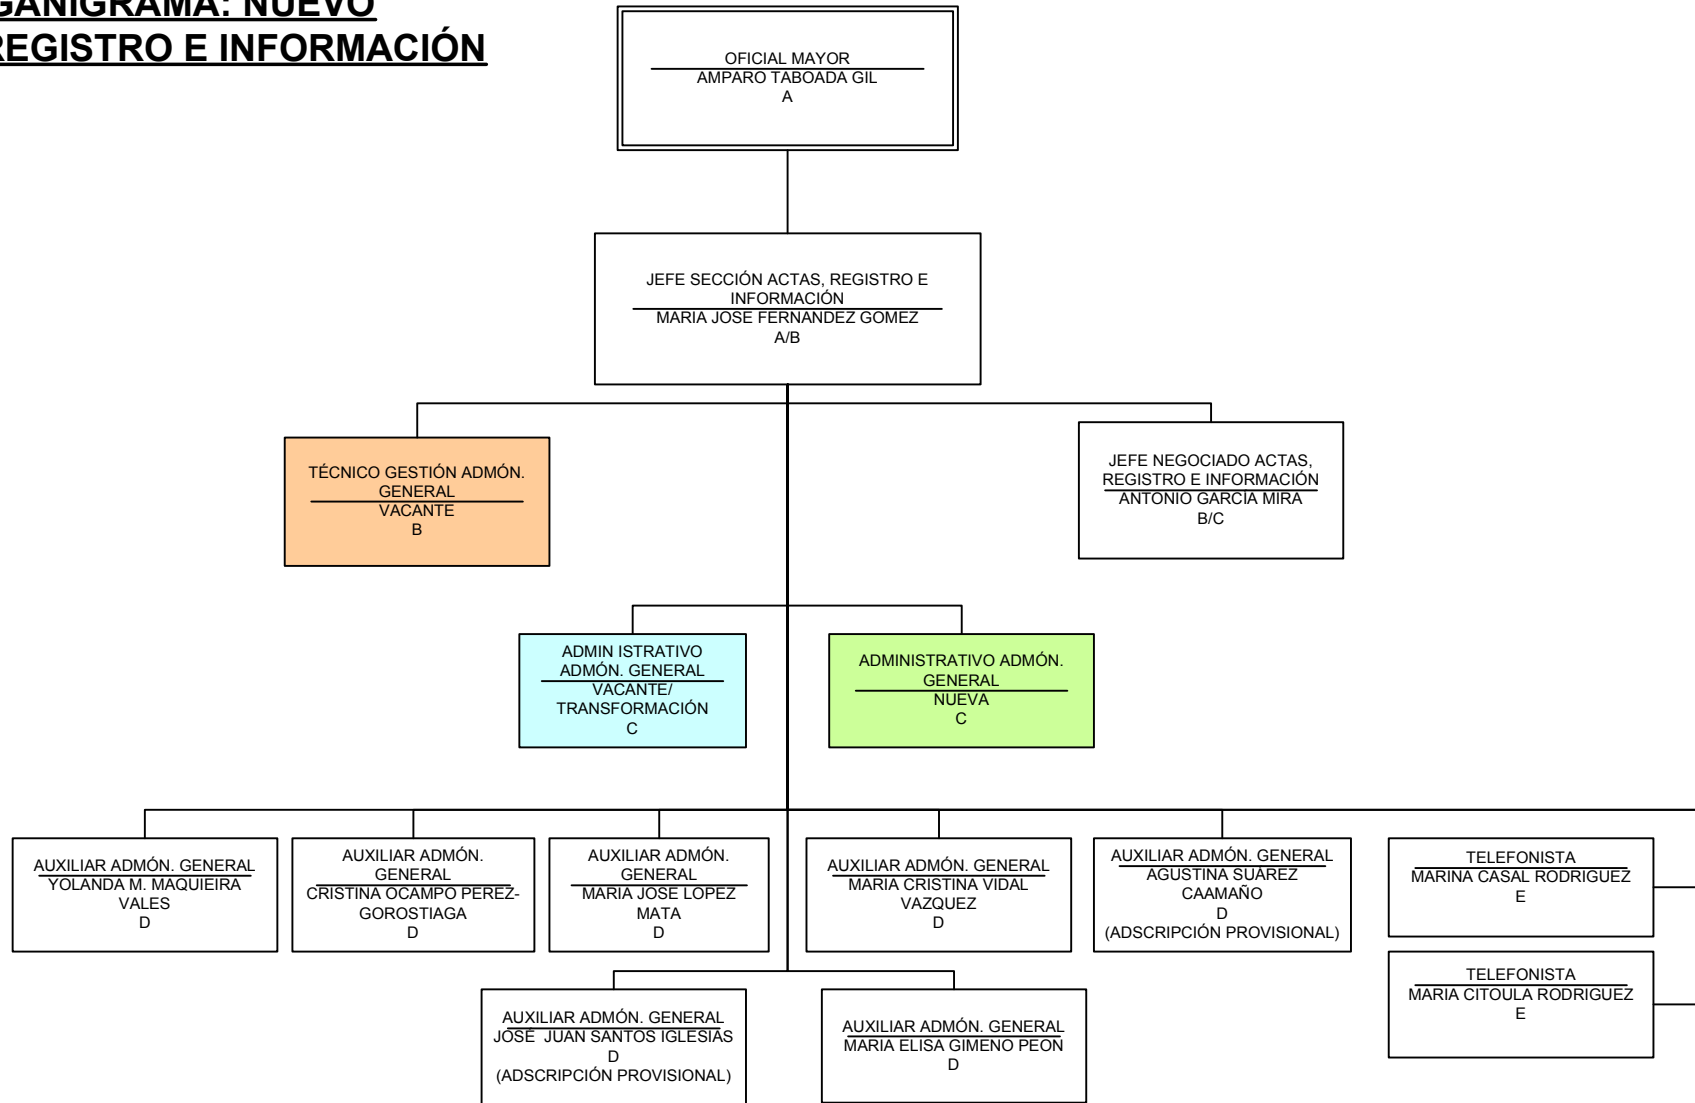 GANIGRAMA: NUEVO
REGISTRO E INFORMACIÓN
OFICIAL MAYOR
AMPARO TABOADA GIL
A
JEFE SECCIÓN ACTAS, REGISTRO E
INFORMACIÓN
MARIA JOSE FERNANDEZ GOMEZ
A/B
TÉCNICO GESTIÓN ADMÓN.
GENERAL
VACANTE
B
JEFE NEGOCIADO ACTAS,
REGISTRO E INFORMACIÓN
ANTONIO GARCIA MIRA
B/C
ADMIN ISTRATIVO
ADMÓN. GENERAL
VACANTE/
TRANSFORMACIÓN
C
ADMINISTRATIVO ADMÓN.
GENERAL
NUEVA
C
AUXILIAR ADMÓN. GENERAL
YOLANDA M. MAQUIEIRA
VALES
D
AUXILIAR ADMÓN.
GENERAL
CRISTINA OCAMPO PEREZ-
GOROSTIAGA
D
AUXILIAR ADMÓN.
GENERAL
MARIA JOSE LOPEZ
MATA
D
AUXILIAR ADMÓN. GENERAL
MARIA CRISTINA VIDAL
VAZQUEZ
D
AUXILIAR ADMÓN. GENERAL
AGUSTINA SUÁREZ
CAAMAÑO
D
(ADSCRIPCIÓN PROVISIONAL)
TELEFONISTA
MARINA CASAL RODRIGUEZ
E
TELEFONISTA
MARIA CITOULA RODRIGUEZ
E
AUXILIAR ADMÓN. GENERAL
JOSÉ  JUAN SANTOS IGLESIAS
D
(ADSCRIPCIÓN PROVISIONAL)
AUXILIAR ADMÓN. GENERAL
MARIA ELISA GIMENO PEON
D